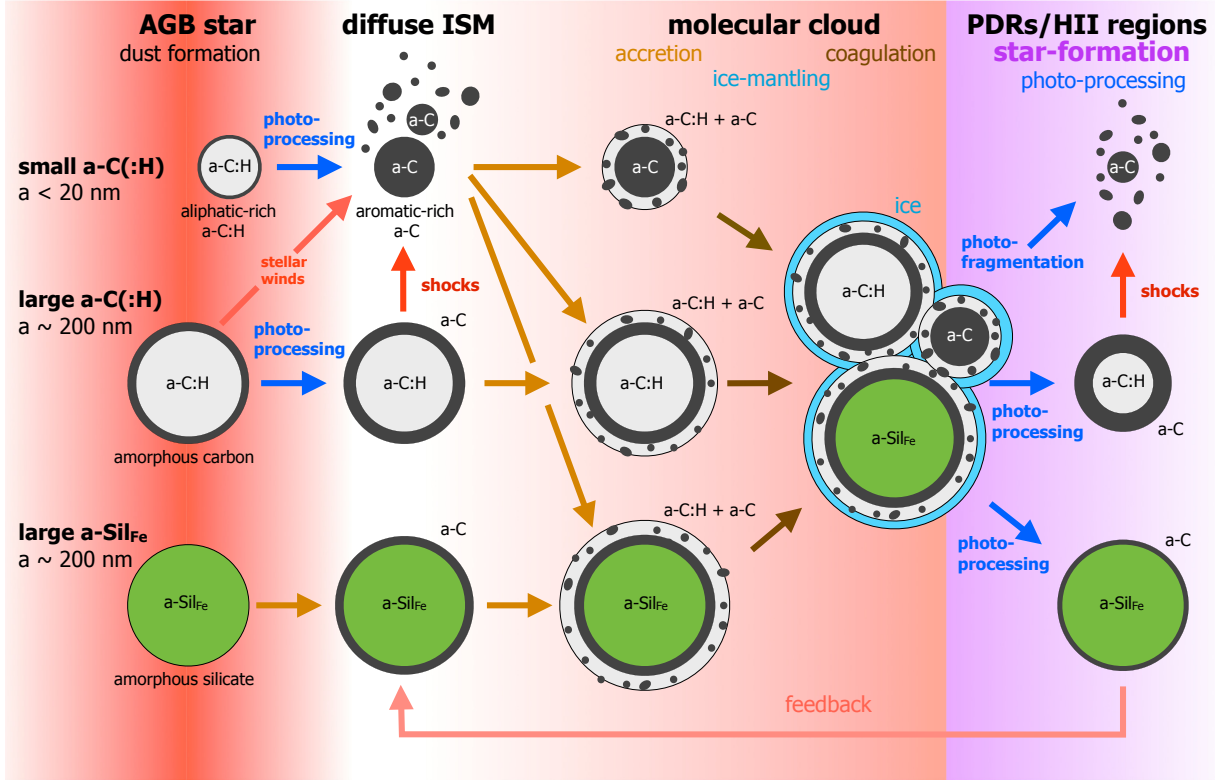 AGB star
dust formation
diffuse ISM
molecular cloud
accretion
ice-mantling
coagulation
PDRs/HII regions
star-formation
photo-processing
small a-C(:H)
a < 20 nm
a-C:H
aliphatic-rich
a-C:H
photo-
processing
a-C
a-C
aromatic-rich
a-C
a-C:H + a-C
a-C
ice
a-C
photo-
fragmentation
stellar
winds
shocks
shocks
large a-C(:H)
a ~ 200 nm
a-C:H
amorphous carbon
photo-
processing
a-C
a-C:H
a-C:H + a-C
a-C:H
a-C:H
a-C
a-SilFe
photo-
processing
a-C:H
a-C
large a-SilFe
a ~ 200 nm
a-SilFe
amorphous silicate
a-C
a-SilFe
a-C:H + a-C
a-SilFe
photo-
processing
a-C
a-SilFe
feedback